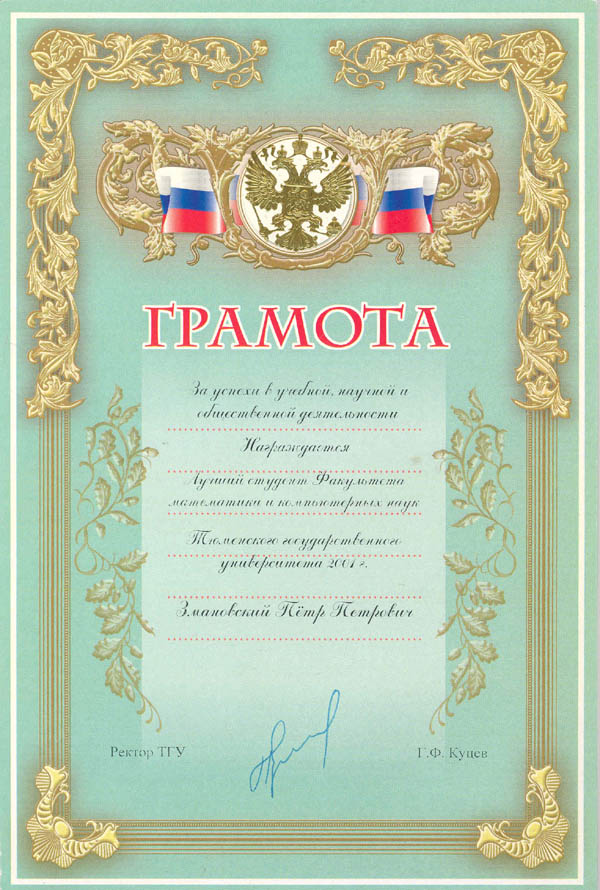 ГРАМОТА
За успехи в учебной, научной и
общественной деятельности
Награждается
Лучший студент Факультета
математики и компьютерных наук
Тюменского государственного
университета 2001 г.
Змановский Пётр Петрович
Ректор ТГУ Г.Ф. Куцев